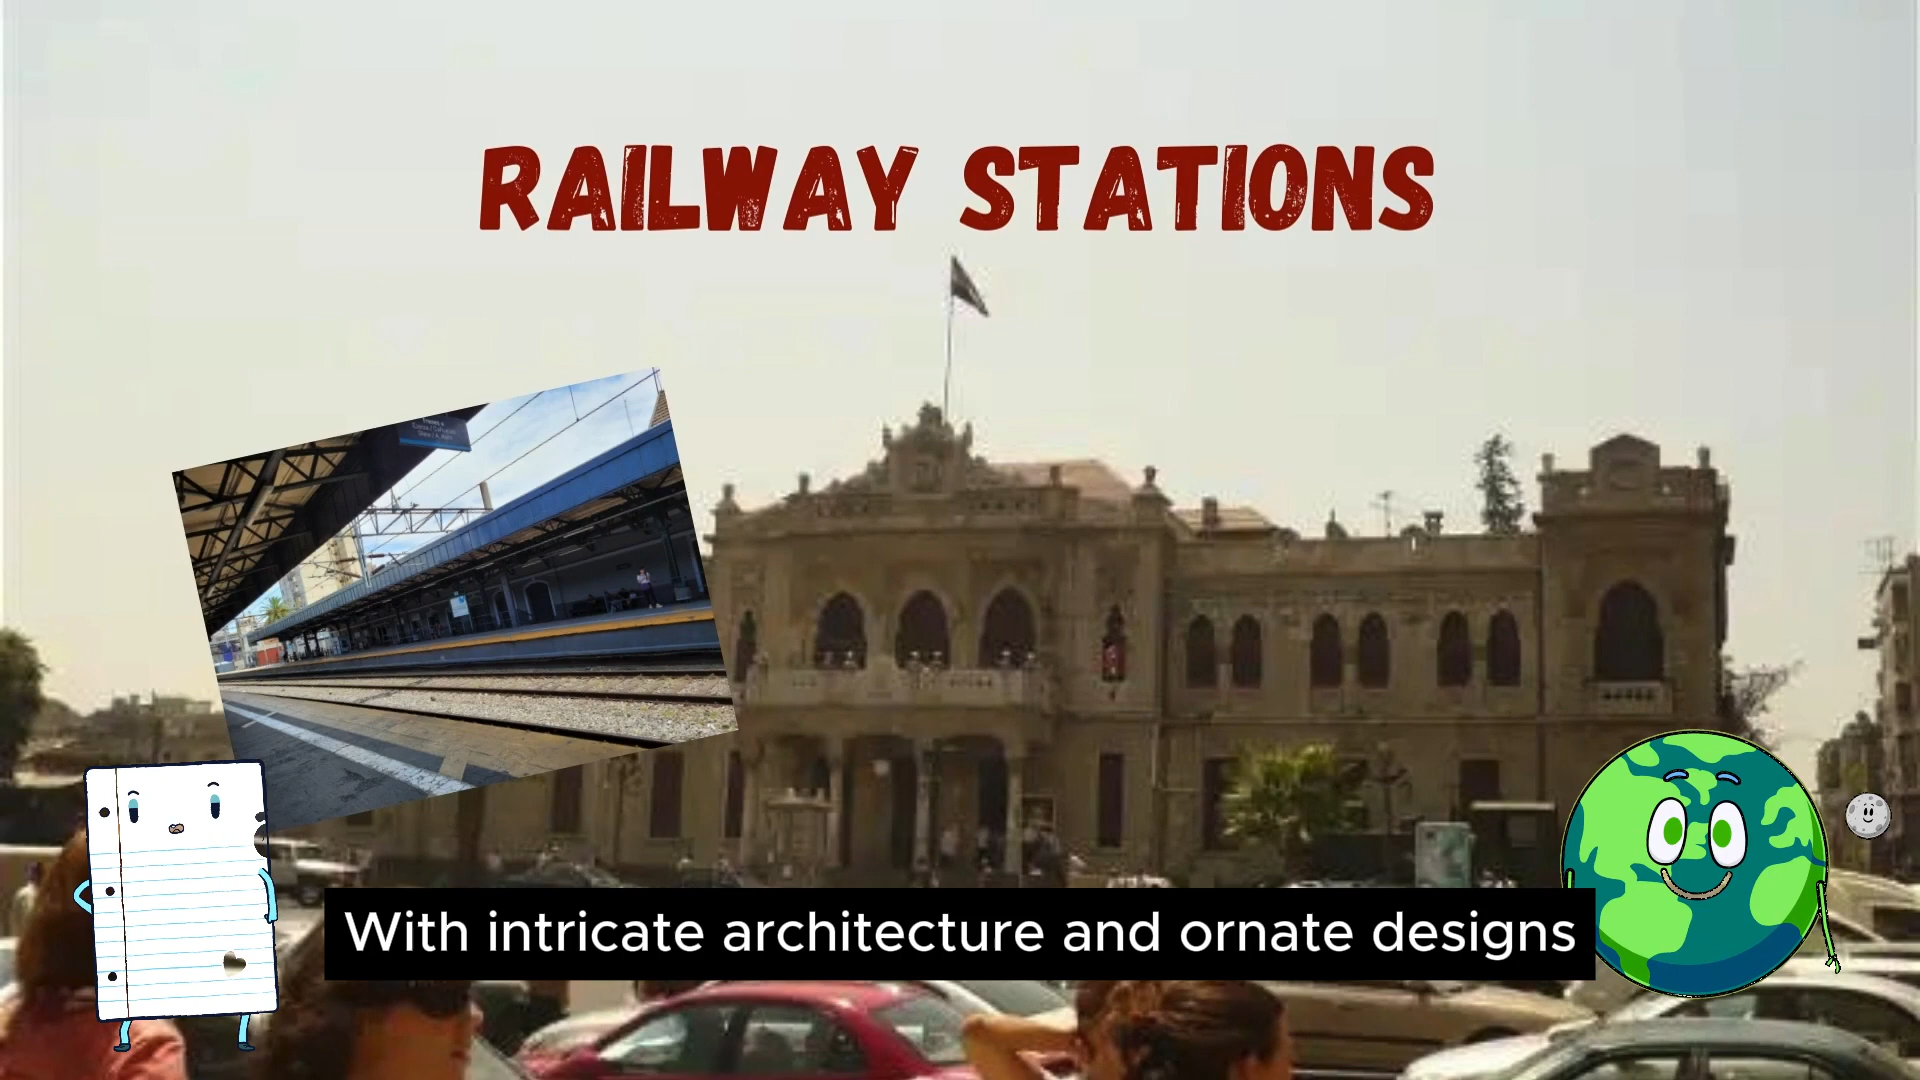 RAILWAY STATIONS
With intricate architecture and ornate designs